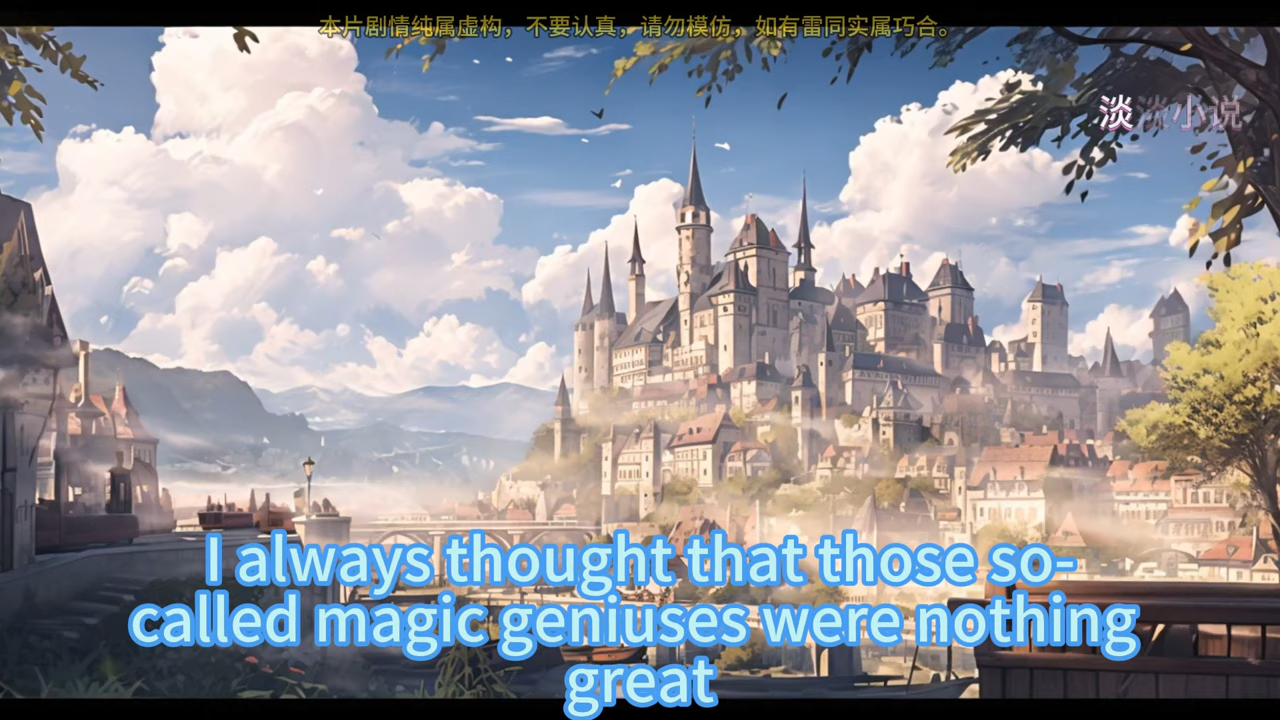 本片剧情纯属虚构，不要认真，请勿模仿，如有雷同实属巧合。
淡淡小说
I always thought that those so-
called magic geniuses were nothing
great